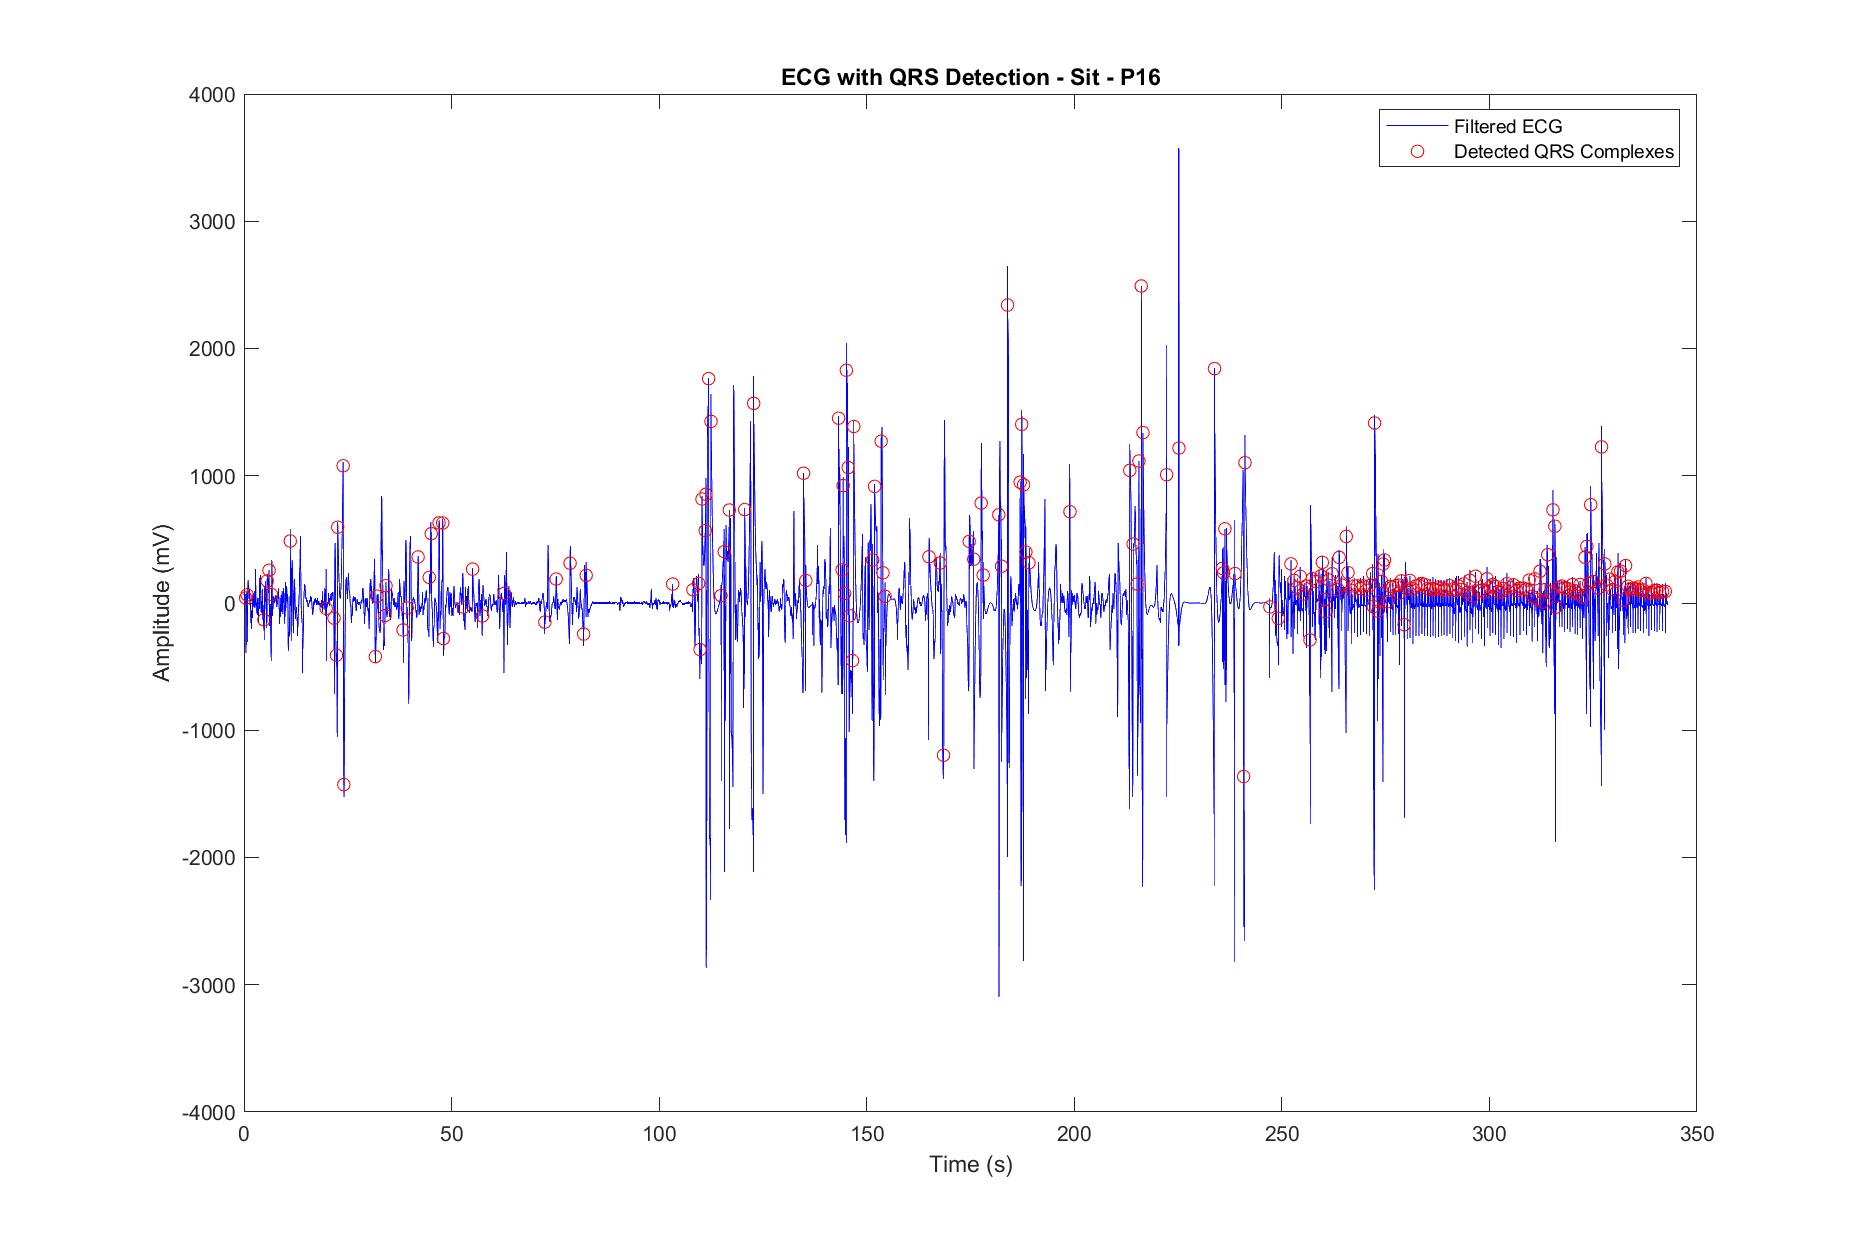 ECG with QRS Detection - Sit - P16
4000
3000
2000
1000
0
-1000
-2000
-3000
-4000
Amplitude (mV)
Filtered ECG
Detected QRS Complexes
0 50 100 150 200 250 300 350
Time (s)